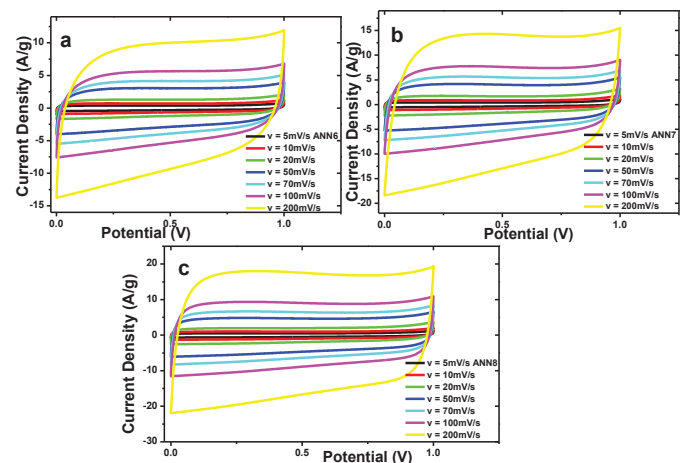 a
Current Density (A/g)
10
5
0
-5
-10
-15
0.0
0.5
1.0
Potential (V)
v = 5mV/s ANN6
v = 10mV/s
v = 20mV/s
v = 50mV/s
v = 70mV/s
v = 100mV/s
v = 200mV/s
b
Current Density (A/g)
15
10
5
0
-5
-10
-15
-20
0.0
0.5
1.0
Potential (V)
v = 5mV/s ANN7
v = 10mV/s
v = 20mV/s
v = 50mV/s
v = 70mV/s
v = 100mV/s
v = 200mV/s
c
Current Density (A/g)
20
10
0
-10
-20
-30
0.0
0.5
1.0
Potential (V)
v = 5mV/s ANN8
v = 10mV/s
v = 20mV/s
v = 50mV/s
v = 70mV/s
v = 100mV/s
v = 200mV/s